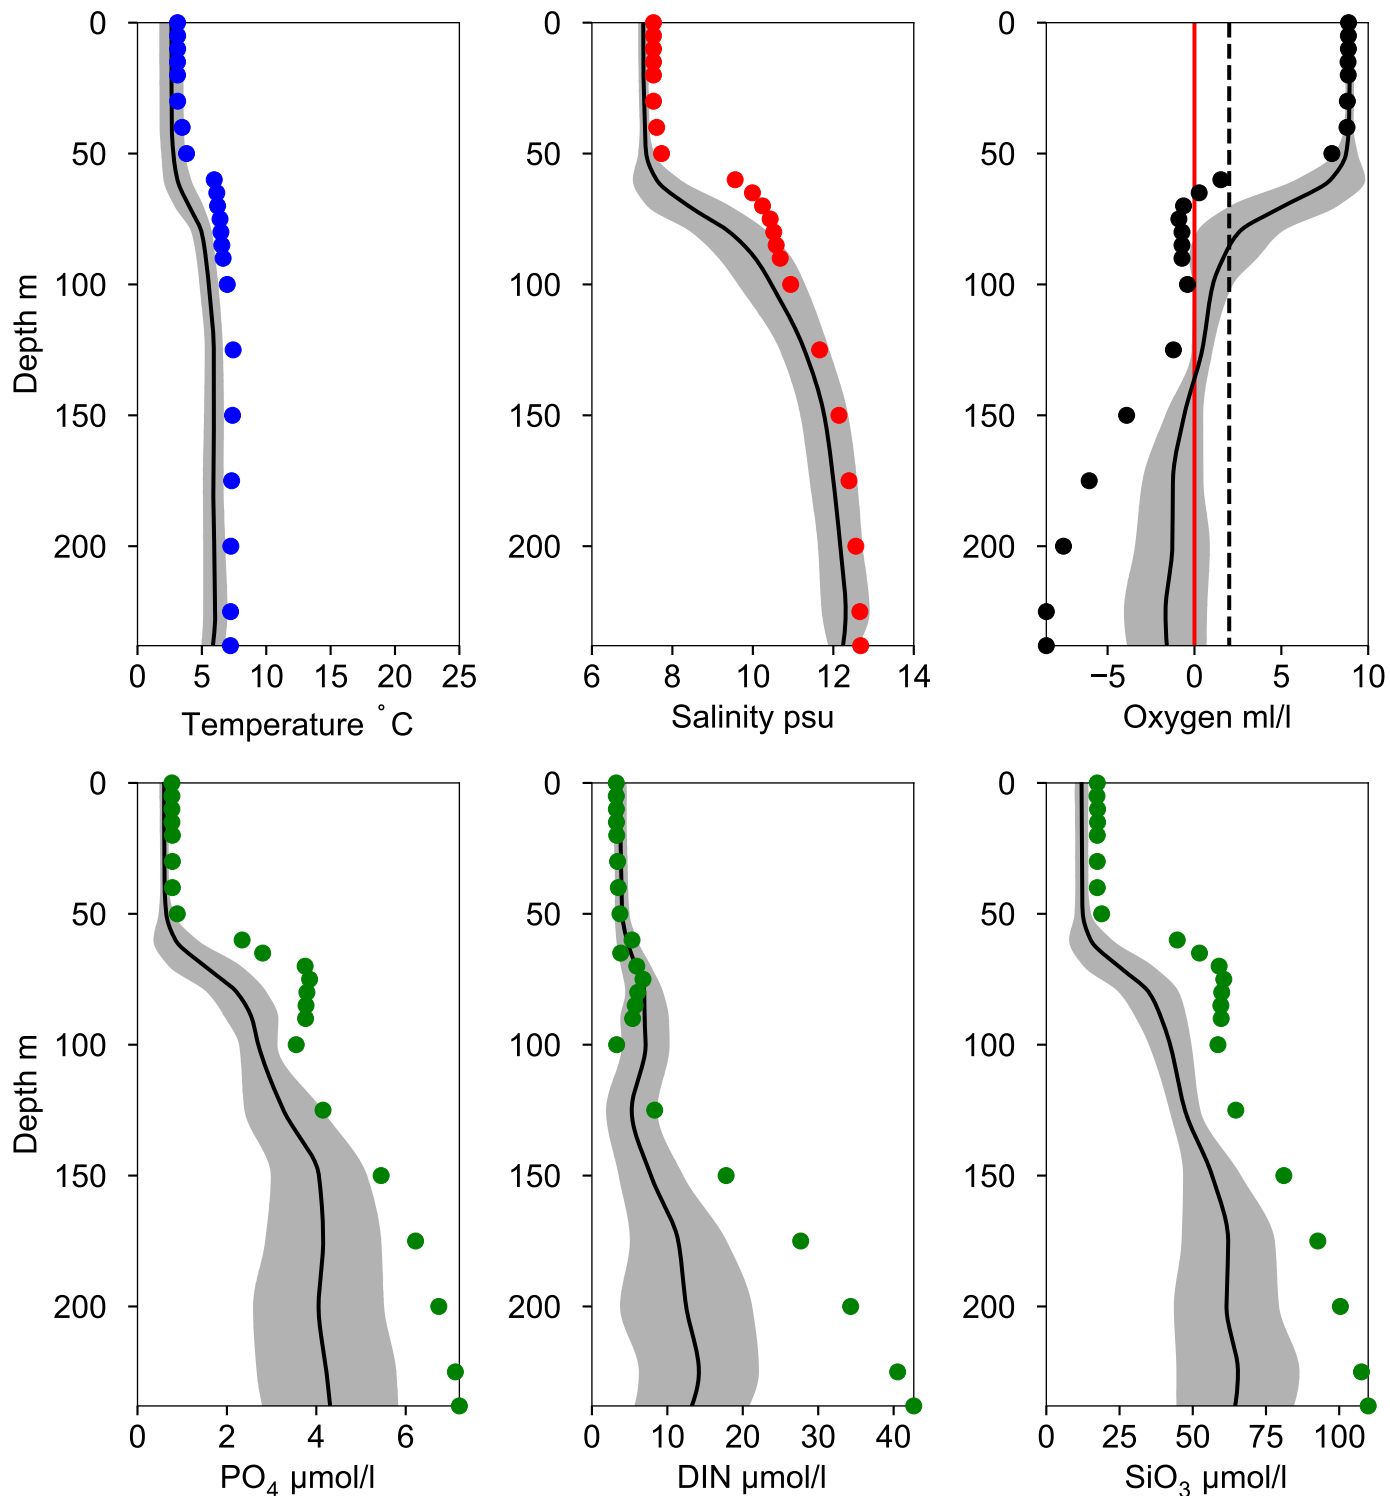 0 0 0
50 50 50
100 100 100
150 150 150
200 200 200
Depth m
0 5 10 15 20 25 6 8 10 12 14 −5 0 5 10
Temperature °C Salinity psu Oxygen ml/l
0 0 0
50 50 50
100 100 100
150 150 150
200 200 200
Depth m
0 2 4 6 0 10 20 30 40 0 25 50 75 100
PO₄ µmol/l DIN µmol/l SiO₃ µmol/l